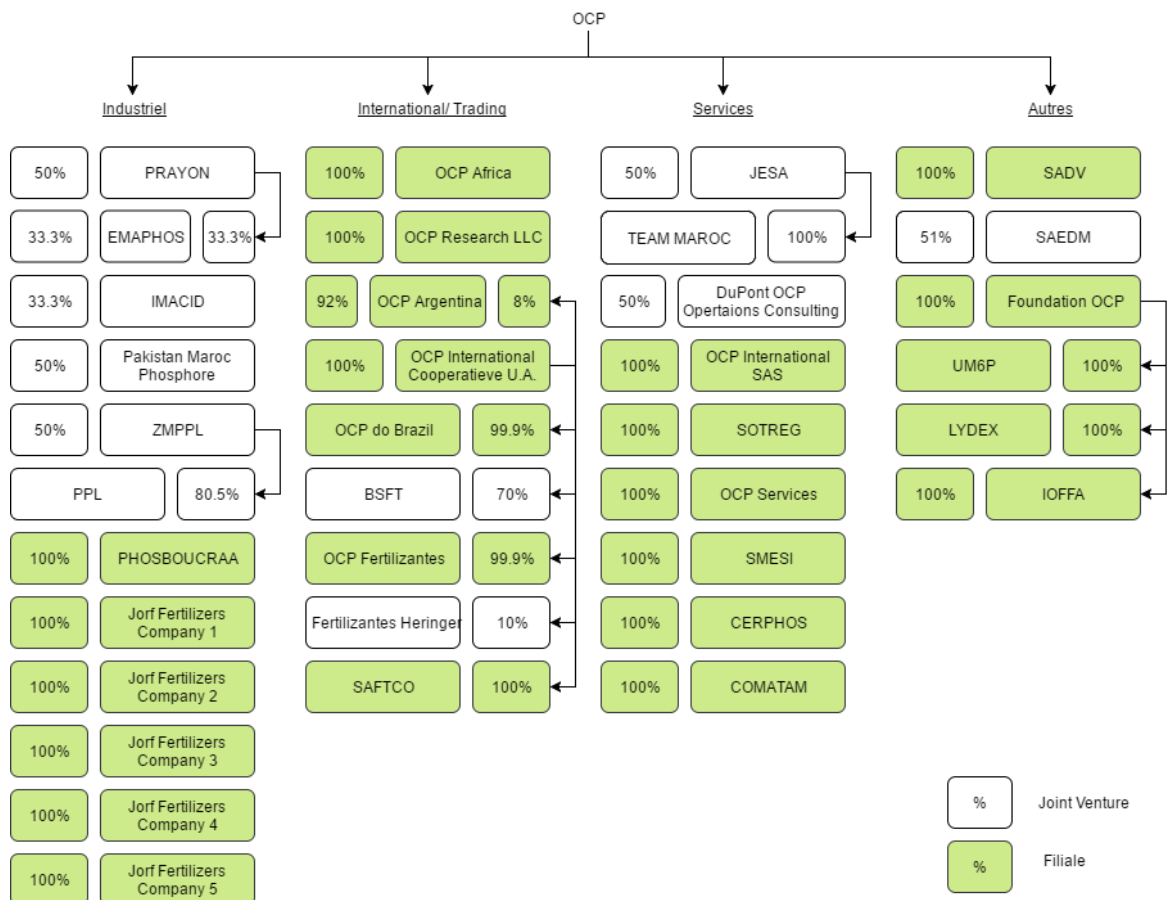 OCP
Industriel
International/ Trading
Services
Autres
50%
PRAYON
33.3%
EMAPHOS
33.3%
33.3%
IMACID
50%
Pakistan Maroc
Phosphore
50%
ZMPPL
PPL
80.5%
100%
PHOSBOUCRAA
100%
Jorf Fertilizers
Company 1
100%
Jorf Fertilizers
Company 2
100%
Jorf Fertilizers
Company 3
100%
Jorf Fertilizers
Company 4
100%
Jorf Fertilizers
Company 5
100%
OCP Africa
100%
OCP Research LLC
92%
OCP Argentina
8%
100%
OCP International
Cooperatieve U.A.
OCP do Brazil
99.9%
BSFT
70%
OCP Fertilizantes
99.9%
Fertilizantes Heringer
10%
SAFTCO
100%
50%
JESA
TEAM MAROC
100%
50%
DuPont OCP
Opertaions Consulting
100%
OCP International
SAS
100%
SOTREG
100%
OCP Services
100%
SMESI
100%
CERPHOS
100%
COMATAM
100%
SADV
51%
SAEDM
100%
Foundation OCP
UM6P
100%
LYDEX
100%
100%
IOFFA
%
Joint Venture
%
Filiale